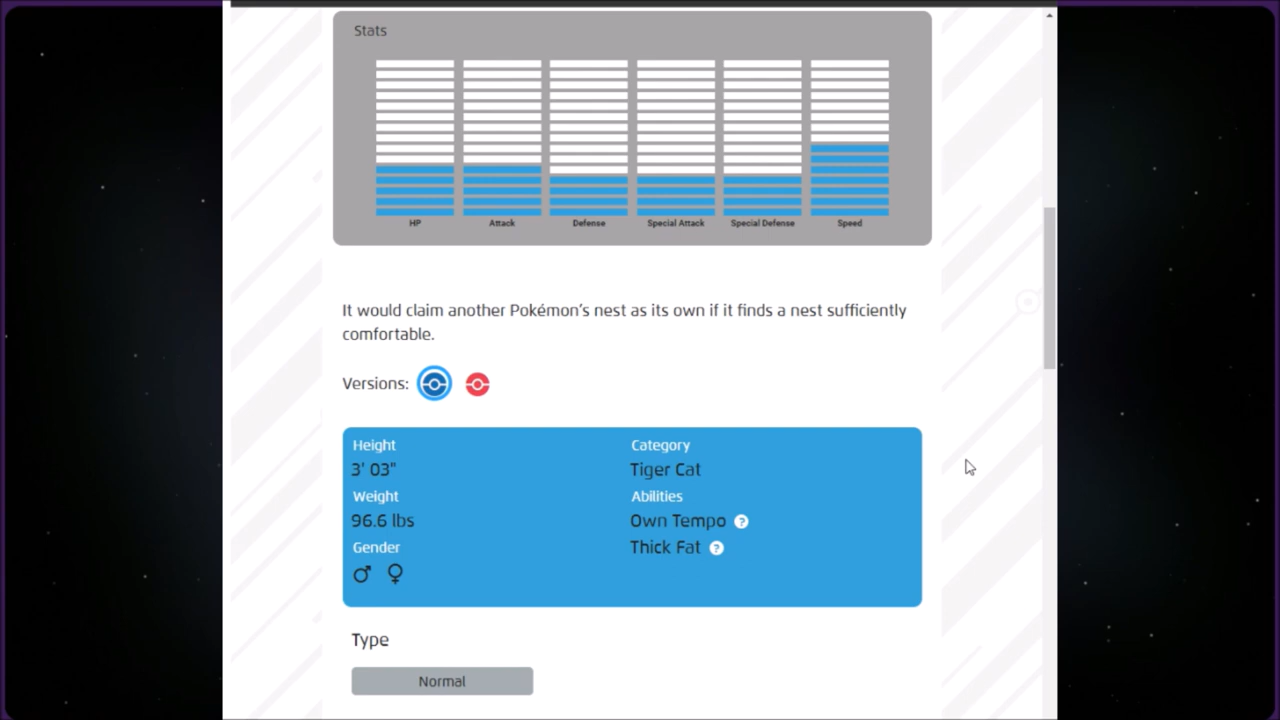 Stats
HP Attack Defense Special Attack Special Defense Speed
It would claim another Pokémon's nest as its own if it finds a nest sufficiently
comfortable.
Versions:
Height
3' 03"
Weight
96.6 lbs
Gender
Category
Tiger Cat
Abilities
Own Tempo ?
Thick Fat ?
Type
Normal